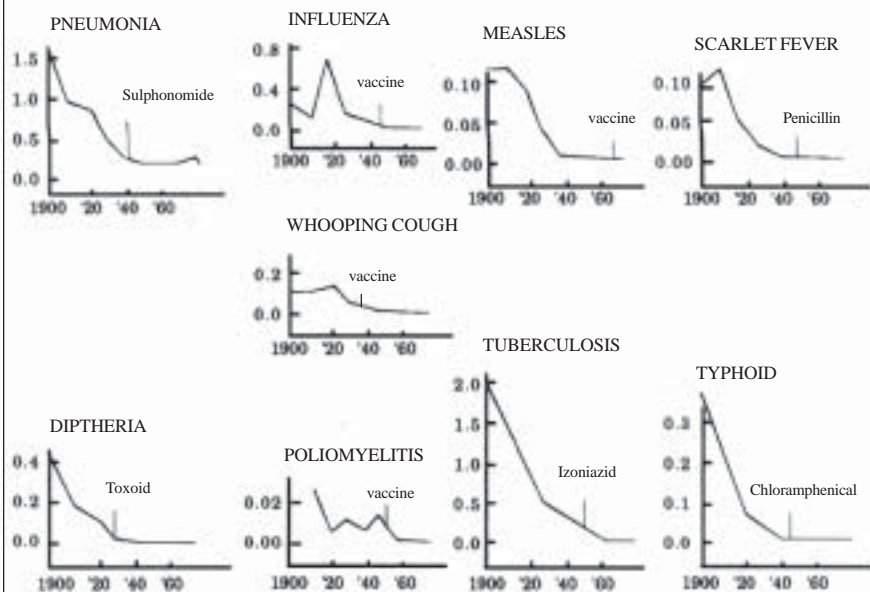 PNEUMONIA
1.5
1.0
0.5
0.0
Sulphonomide
1900 '20 '40 '60
INFLUENZA
0.8
0.4
0.0
vaccine
1900 '20 '40 '60
MEASLES
0.10
0.05
0.00
vaccine
1900 '20 '40 '60
SCARLET FEVER
0.10
0.05
0.00
Penicillin
1900 '20 '40 '60
WHOOPING COUGH
0.2
0.0
vaccine
1900 '20 '40 '60
DIPTHERIA
0.4
0.2
0.0
Toxoid
1900 '20 '40 '60
POLIOMYELITIS
0.02
0.00
vaccine
1900 '20 '40 '60
TUBERCULOSIS
2.0
1.5
1.0
0.5
0.0
Izoniazid
1900 '20 '40 '60
TYPHOID
0.3
0.2
0.1
0.0
Chloramphenical
1900 '20 '40 '60